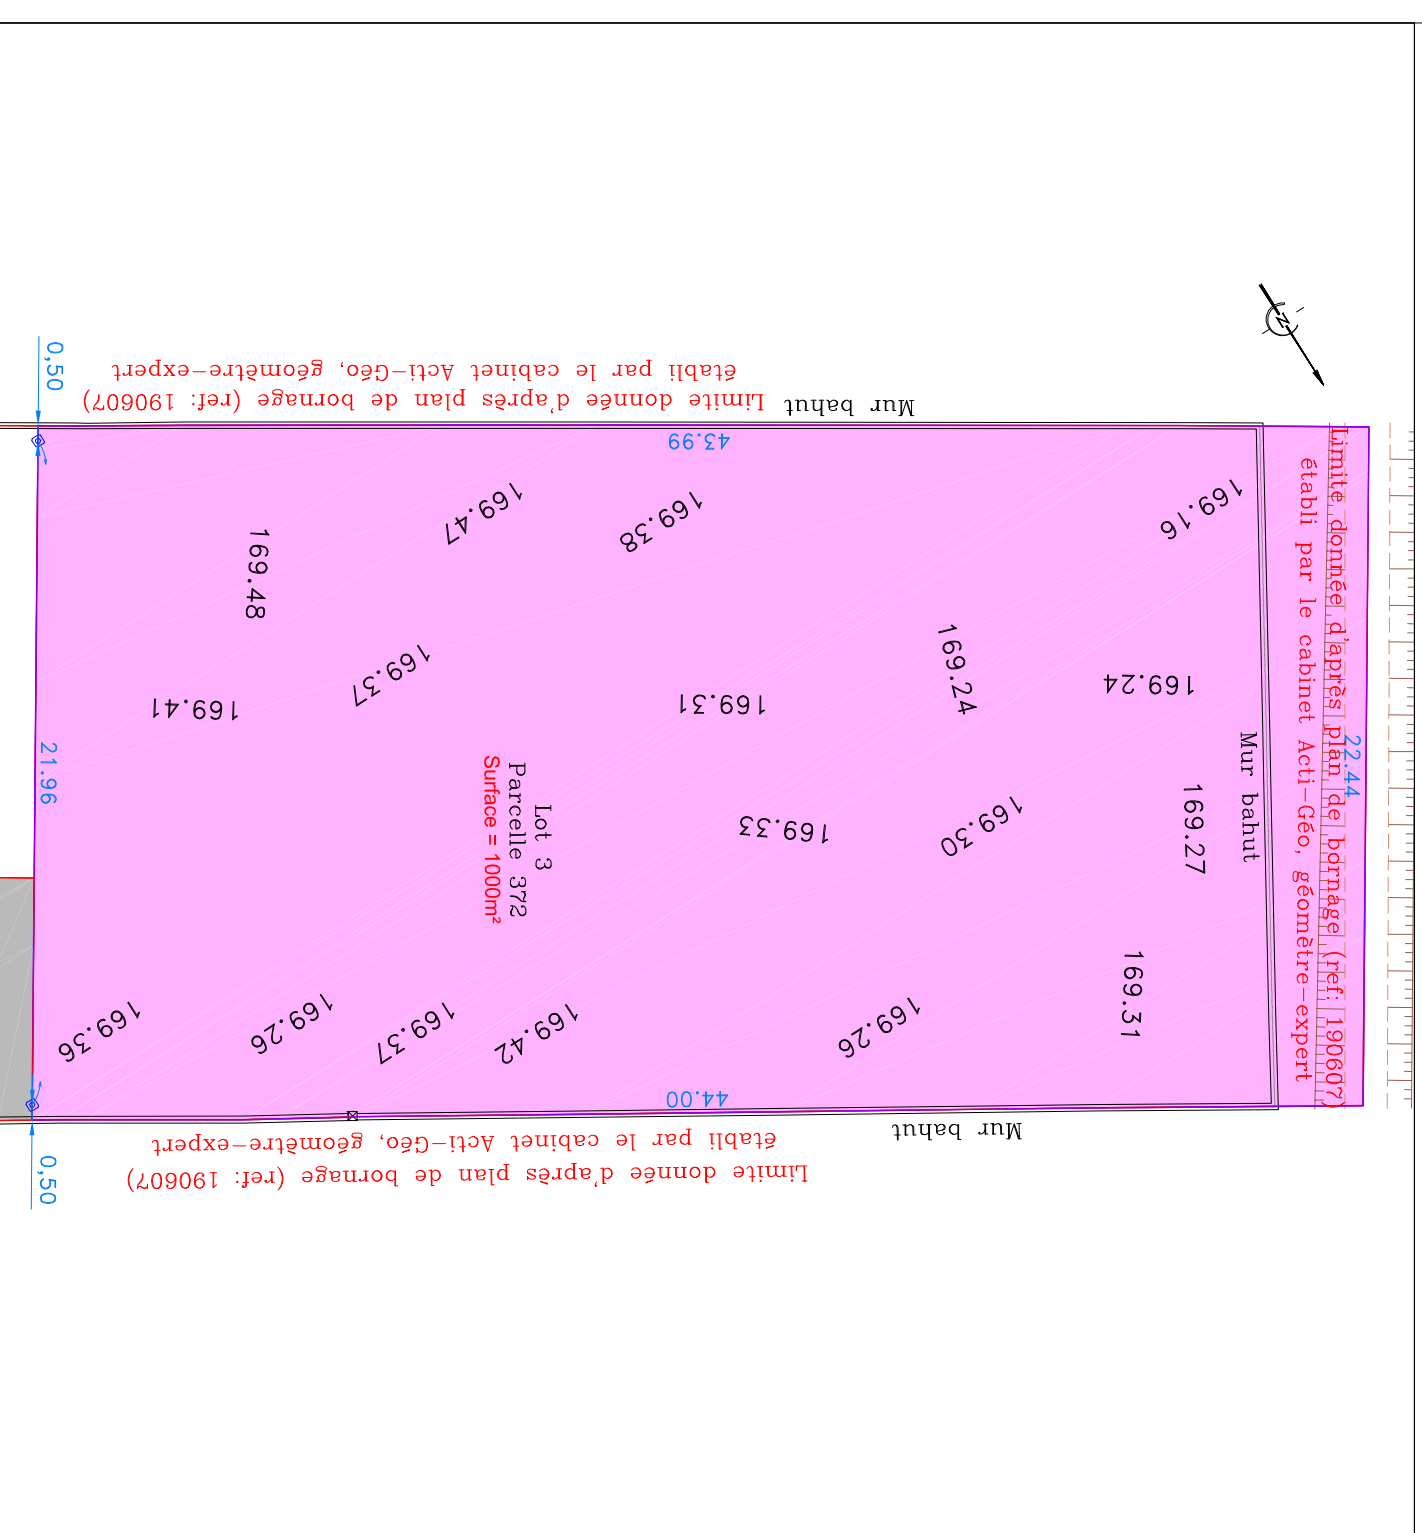 N
0,50
établi par le cabinet Acti-Géo, géomètre-expert
Limite donnée d'après plan de bornage (ref: 190607)
Mur bahut
43.99
169.47
169.38
169.16
169.48
169.37
169.24
169.41
169.31
169.24
21.96
Lot 3
Parcelle 372
Surface = 1000m²
169.33
169.30
169.27
Mur bahut
Limite donnée d'après plan de bornage (ref: 190607)
établi par le cabinet Acti-Géo, géomètre-expert
22.44
169.36
169.26
169.37
169.42
169.26
169.31
44.00
Mur bahut
établi par le cabinet Acti-Géo, géomètre-expert
Limite donnée d'après plan de bornage (ref: 190607)
0,50